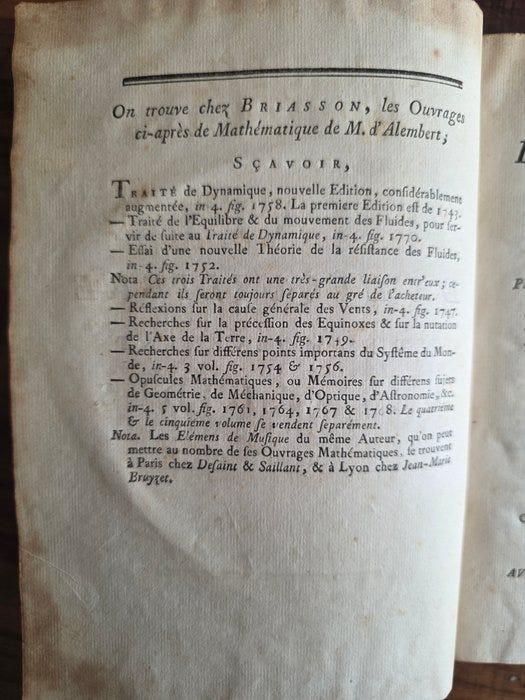 On trouve chez BRIASSON, les Ouvrages
ci-après de Mathématique de M. d'Alembert;
SÇAVOIR,
TRAITÉ de Dynamique, nouvelle Edition, considérablement
augmentée, in-4. fig. 1758. La premiere Edition est de 1743.
— Traité de l'Equilibre & du mouvement des Fluides, pour ser-
vir de suite au Traité de Dynamique, in-4. fig. 1770.
— Essai d'une nouvelle Théorie de la résistance des Fluides,
in-4. fig. 1752.
Nota Ces trois Traités ont une très-grande liaison entr'eux; ce-
pendant ils seront toujours séparés au gré de l'acheteur.
— Réflexions sur la cause générale des Vents, in-4. fig. 1747.
— Recherches sur la précession des Equinoxes & sur la nutation
de l'Axe de la Terre, in-4. fig. 1749.
— Recherches sur différens points importans du Systême du Mon-
de, in-4. 3 vol. fig. 1754 & 1756.
— Opuscules Mathématiques, ou Mémoires sur différens sujets
de Geométrie, de Méchanique, d'Optique, d'Astronomie, &c.
in-4. 5 vol. fig. 1761, 1764, 1767 & 1768. Le quatrieme
& le cinquieme volume se vendent séparément.
Nota. Les Elémens de Musique du même Auteur, qu'on peut
mettre au nombre de ses Ouvrages Mathématiques, se trouvent
à Paris chez Desaint & Saillant, & à Lyon chez Jean-Marie
Bruyzet.